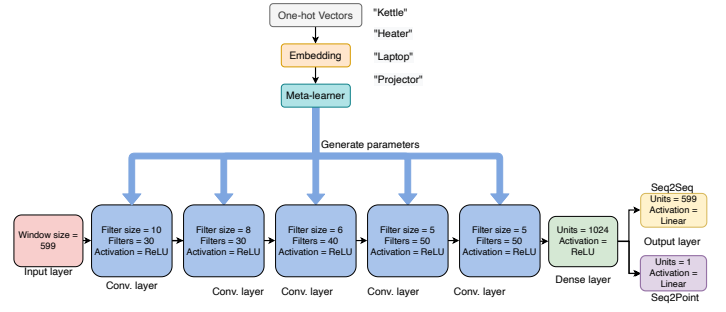 One-hot Vectors
"Kettle"
"Heater"
Embedding
"Laptop"
"Projector"
Meta-learner
Generate parameters
Window size =
599
Input layer
Filter size = 10
Filters = 30
Activation = ReLU
Conv. layer
Filter size = 8
Filters = 30
Activation = ReLU
Conv. layer
Filter size = 6
Filters = 40
Activation = ReLU
Conv. layer
Filter size = 5
Filters = 50
Activation = ReLU
Conv. layer
Filter size = 5
Filters = 50
Activation = ReLU
Conv. layer
Units = 1024
Activation =
ReLU
Dense layer
Seq2Seq
Units = 599
Activation =
Linear
Output layer
Units = 1
Activation =
Linear
Seq2Point